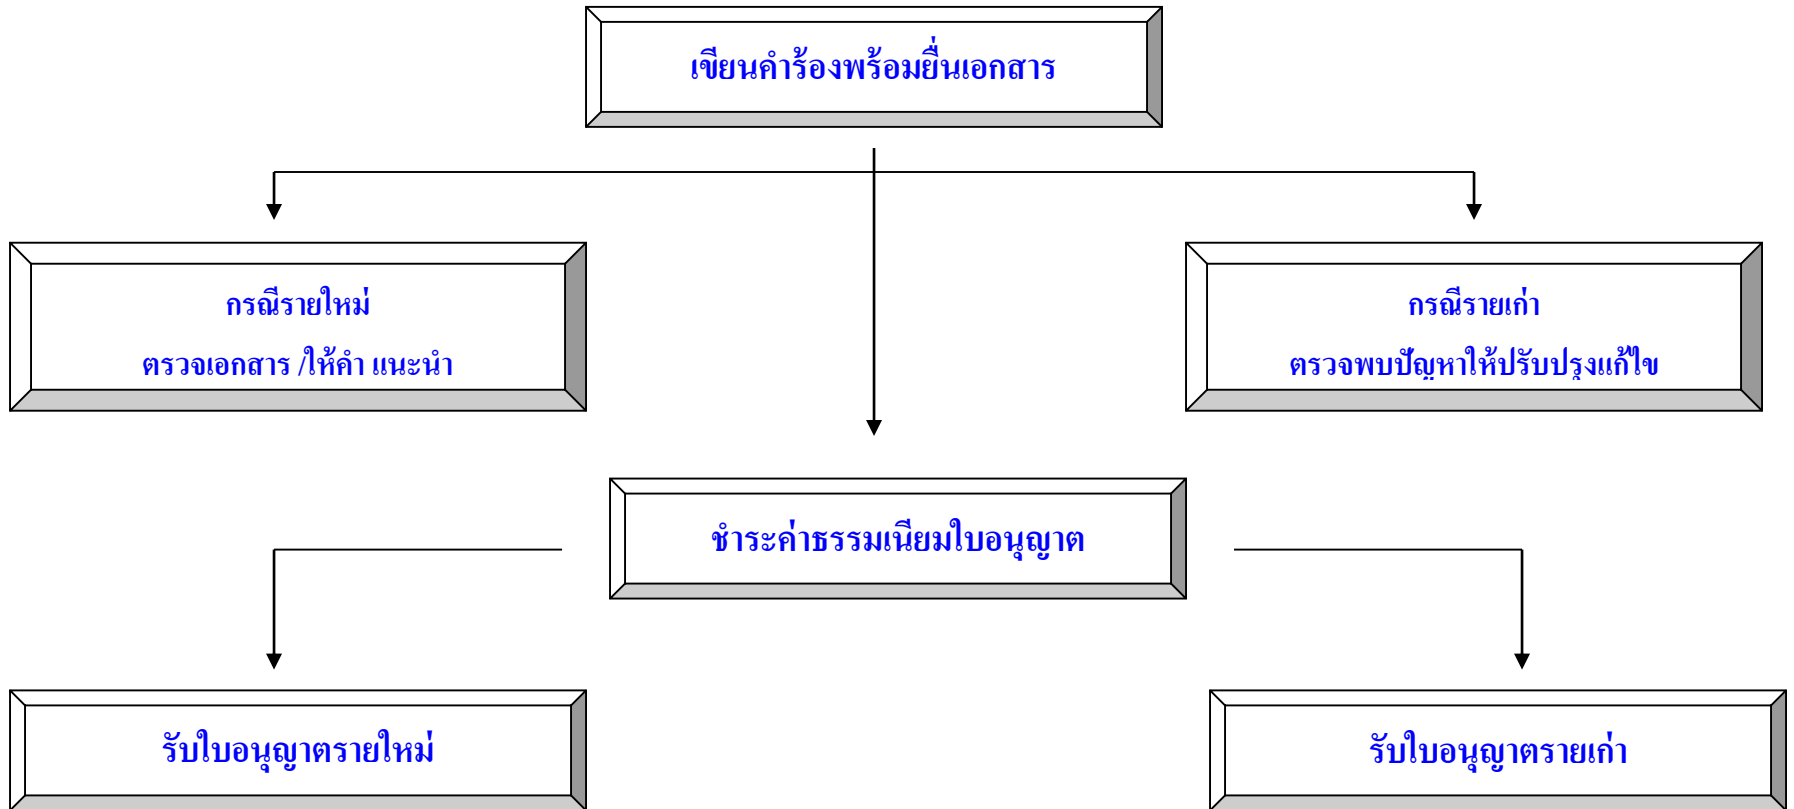 เขียนคำร้องพร้อมยื่นเอกสาร
กรณีรายใหม่
ตรวจเอกสาร /ให้คำ แนะนำ
กรณีรายเก่า
ตรวจพบปัญหาให้ปรับปรุงแก้ไข
ชำระค่าธรรมเนียมใบอนุญาต
รับใบอนุญาตรายใหม่
รับใบอนุญาตรายเก่า